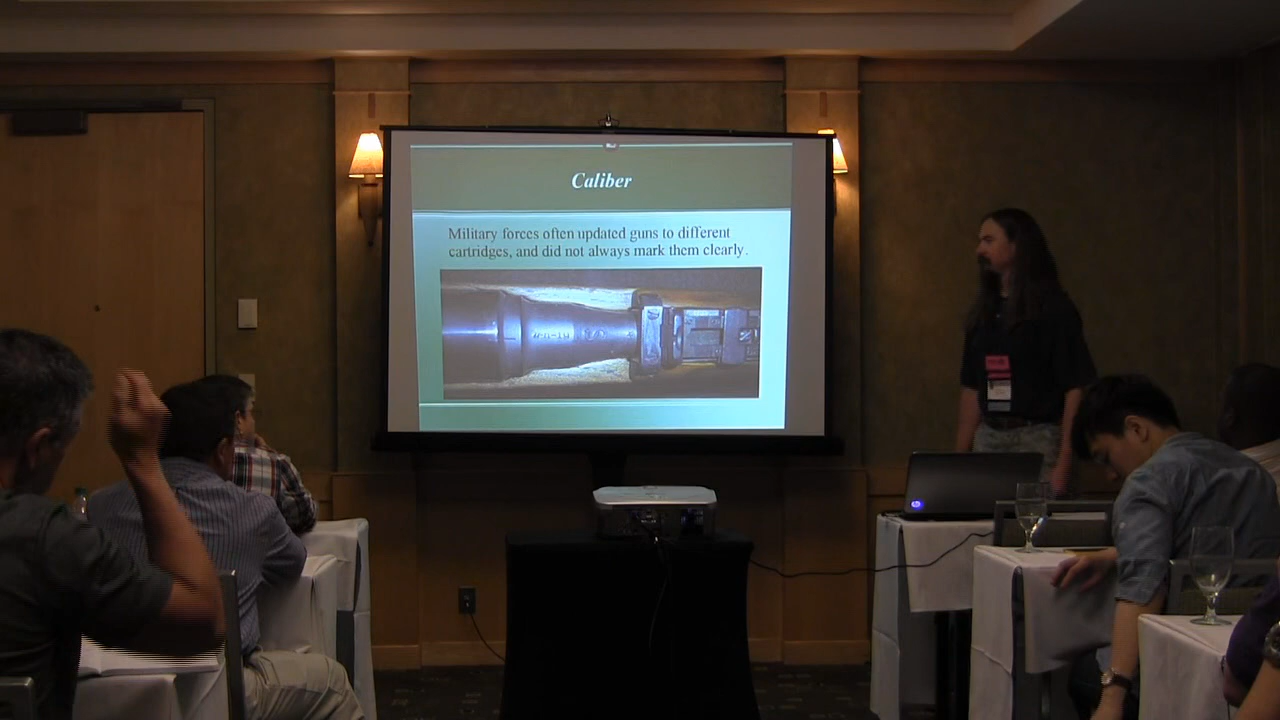 Caliber
Military forces often updated guns to different
cartridges, and did not always mark them clearly.